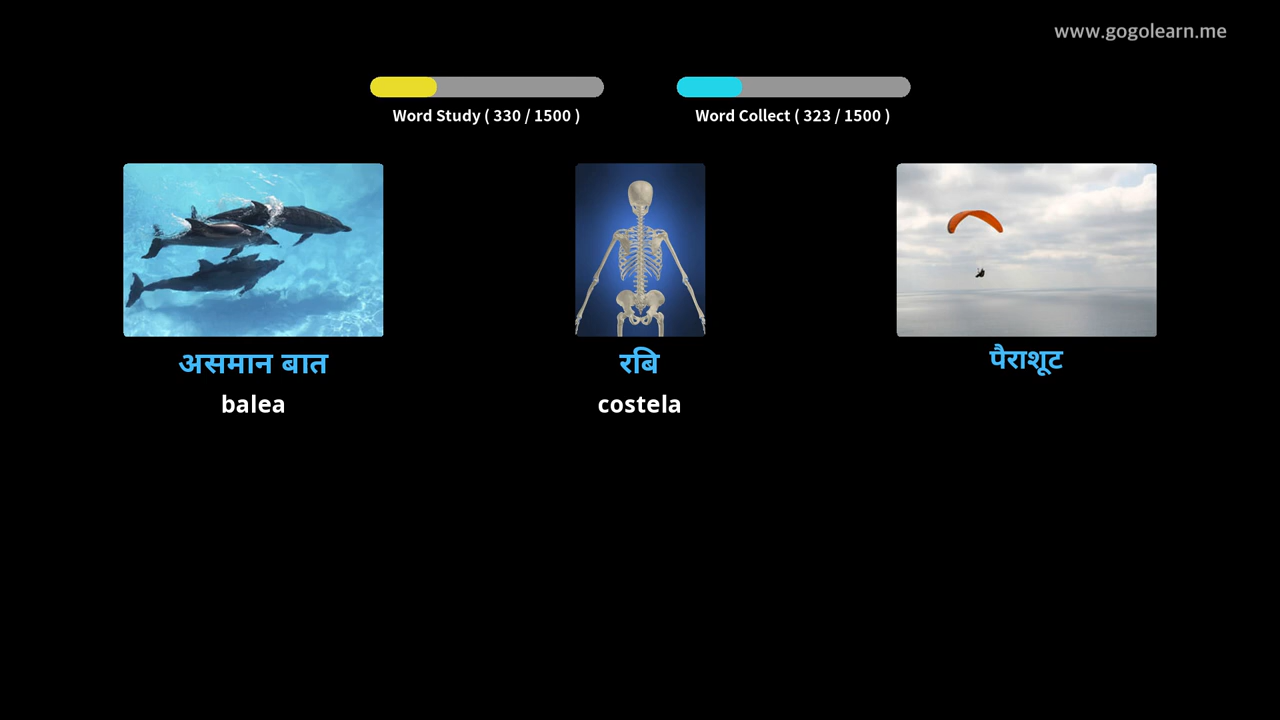 www.gogolearn.me
Word Study ( 330 / 1500 )
Word Collect ( 323 / 1500 )
असमान बात
balea
रबि
costela
पैराशूट